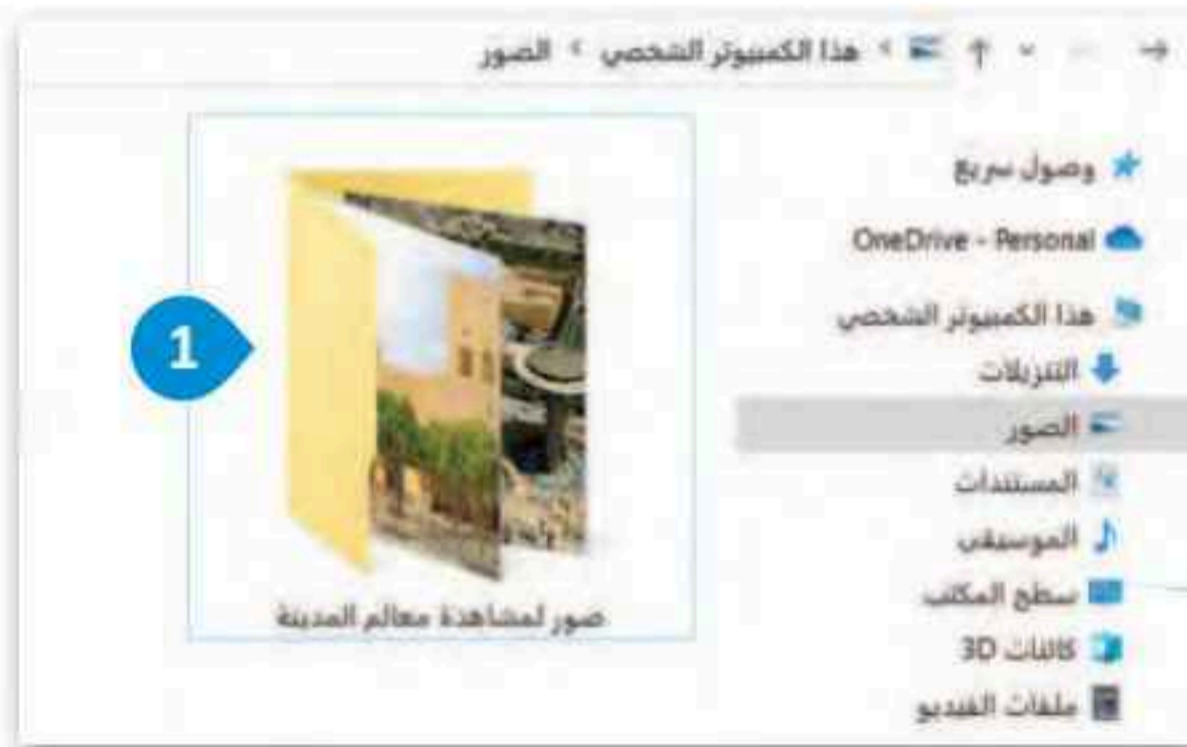 هذا الكمبيوتر الشخصي > الصور
وصول سريع
OneDrive - Personal
هذا الكمبيوتر الشخصي
التنزيلات
الصور
المستندات
الموسيقى
سطح المكتب
كائنات 3D
ملفات الفيديو
1
صور لمشاهدة معالم المدينة